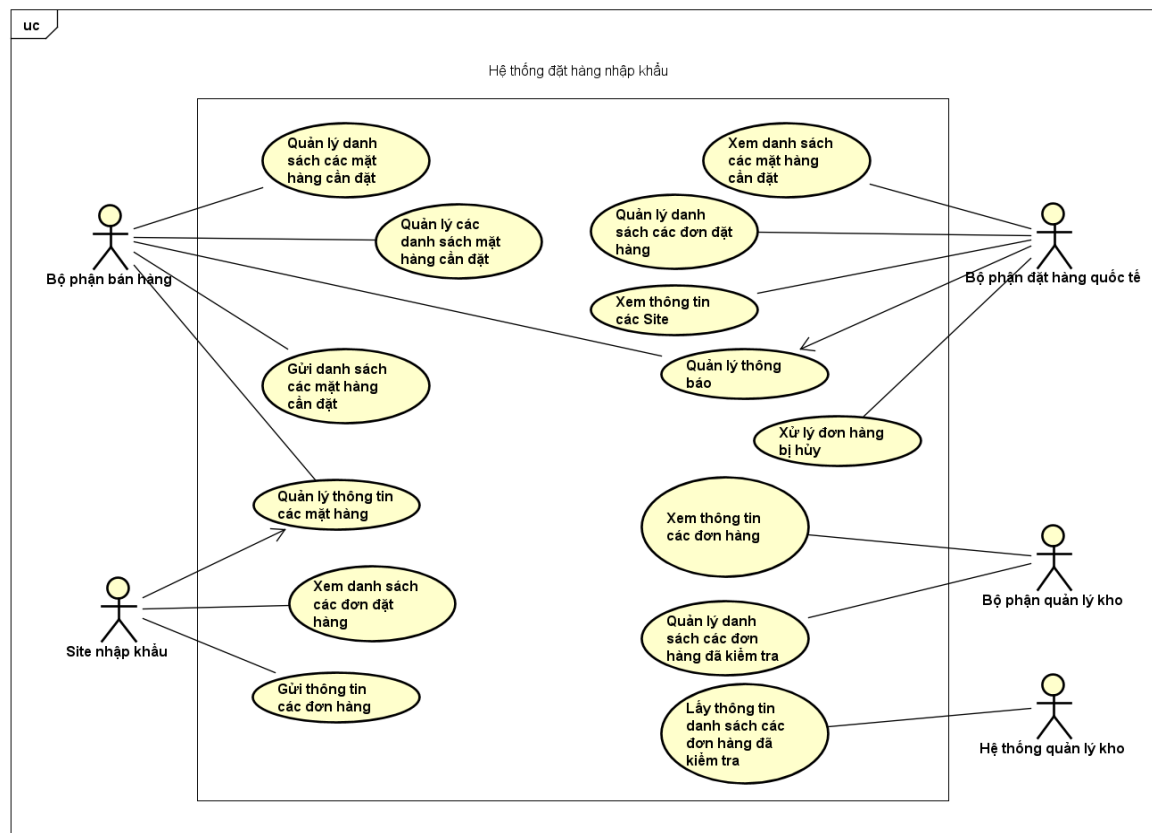 uc
Hệ thống đặt hàng nhập khẩu
Quản lý danh
sách các mặt
hàng cần đặt
Xem danh sách
các mặt hàng
cần đặt
Quản lý các
danh sách mặt
hàng cần đặt
Quản lý danh
sách các đơn đặt
hàng
Bộ phận bán hàng
Bộ phận đặt hàng quốc tế
Xem thông tin
các Site
Gửi danh sách
các mặt hàng
cần đặt
Quản lý thông
báo
Xử lý đơn hàng
bị hủy
Quản lý thông tin
các mặt hàng
Xem thông tin
các đơn hàng
Xem danh sách
các đơn đặt
hàng
Bộ phận quản lý kho
Site nhập khẩu
Quản lý danh
sách các đơn
hàng đã kiểm tra
Gửi thông tin
các đơn hàng
Lấy thông tin
danh sách các
đơn hàng đã
kiểm tra
Hệ thống quản lý kho